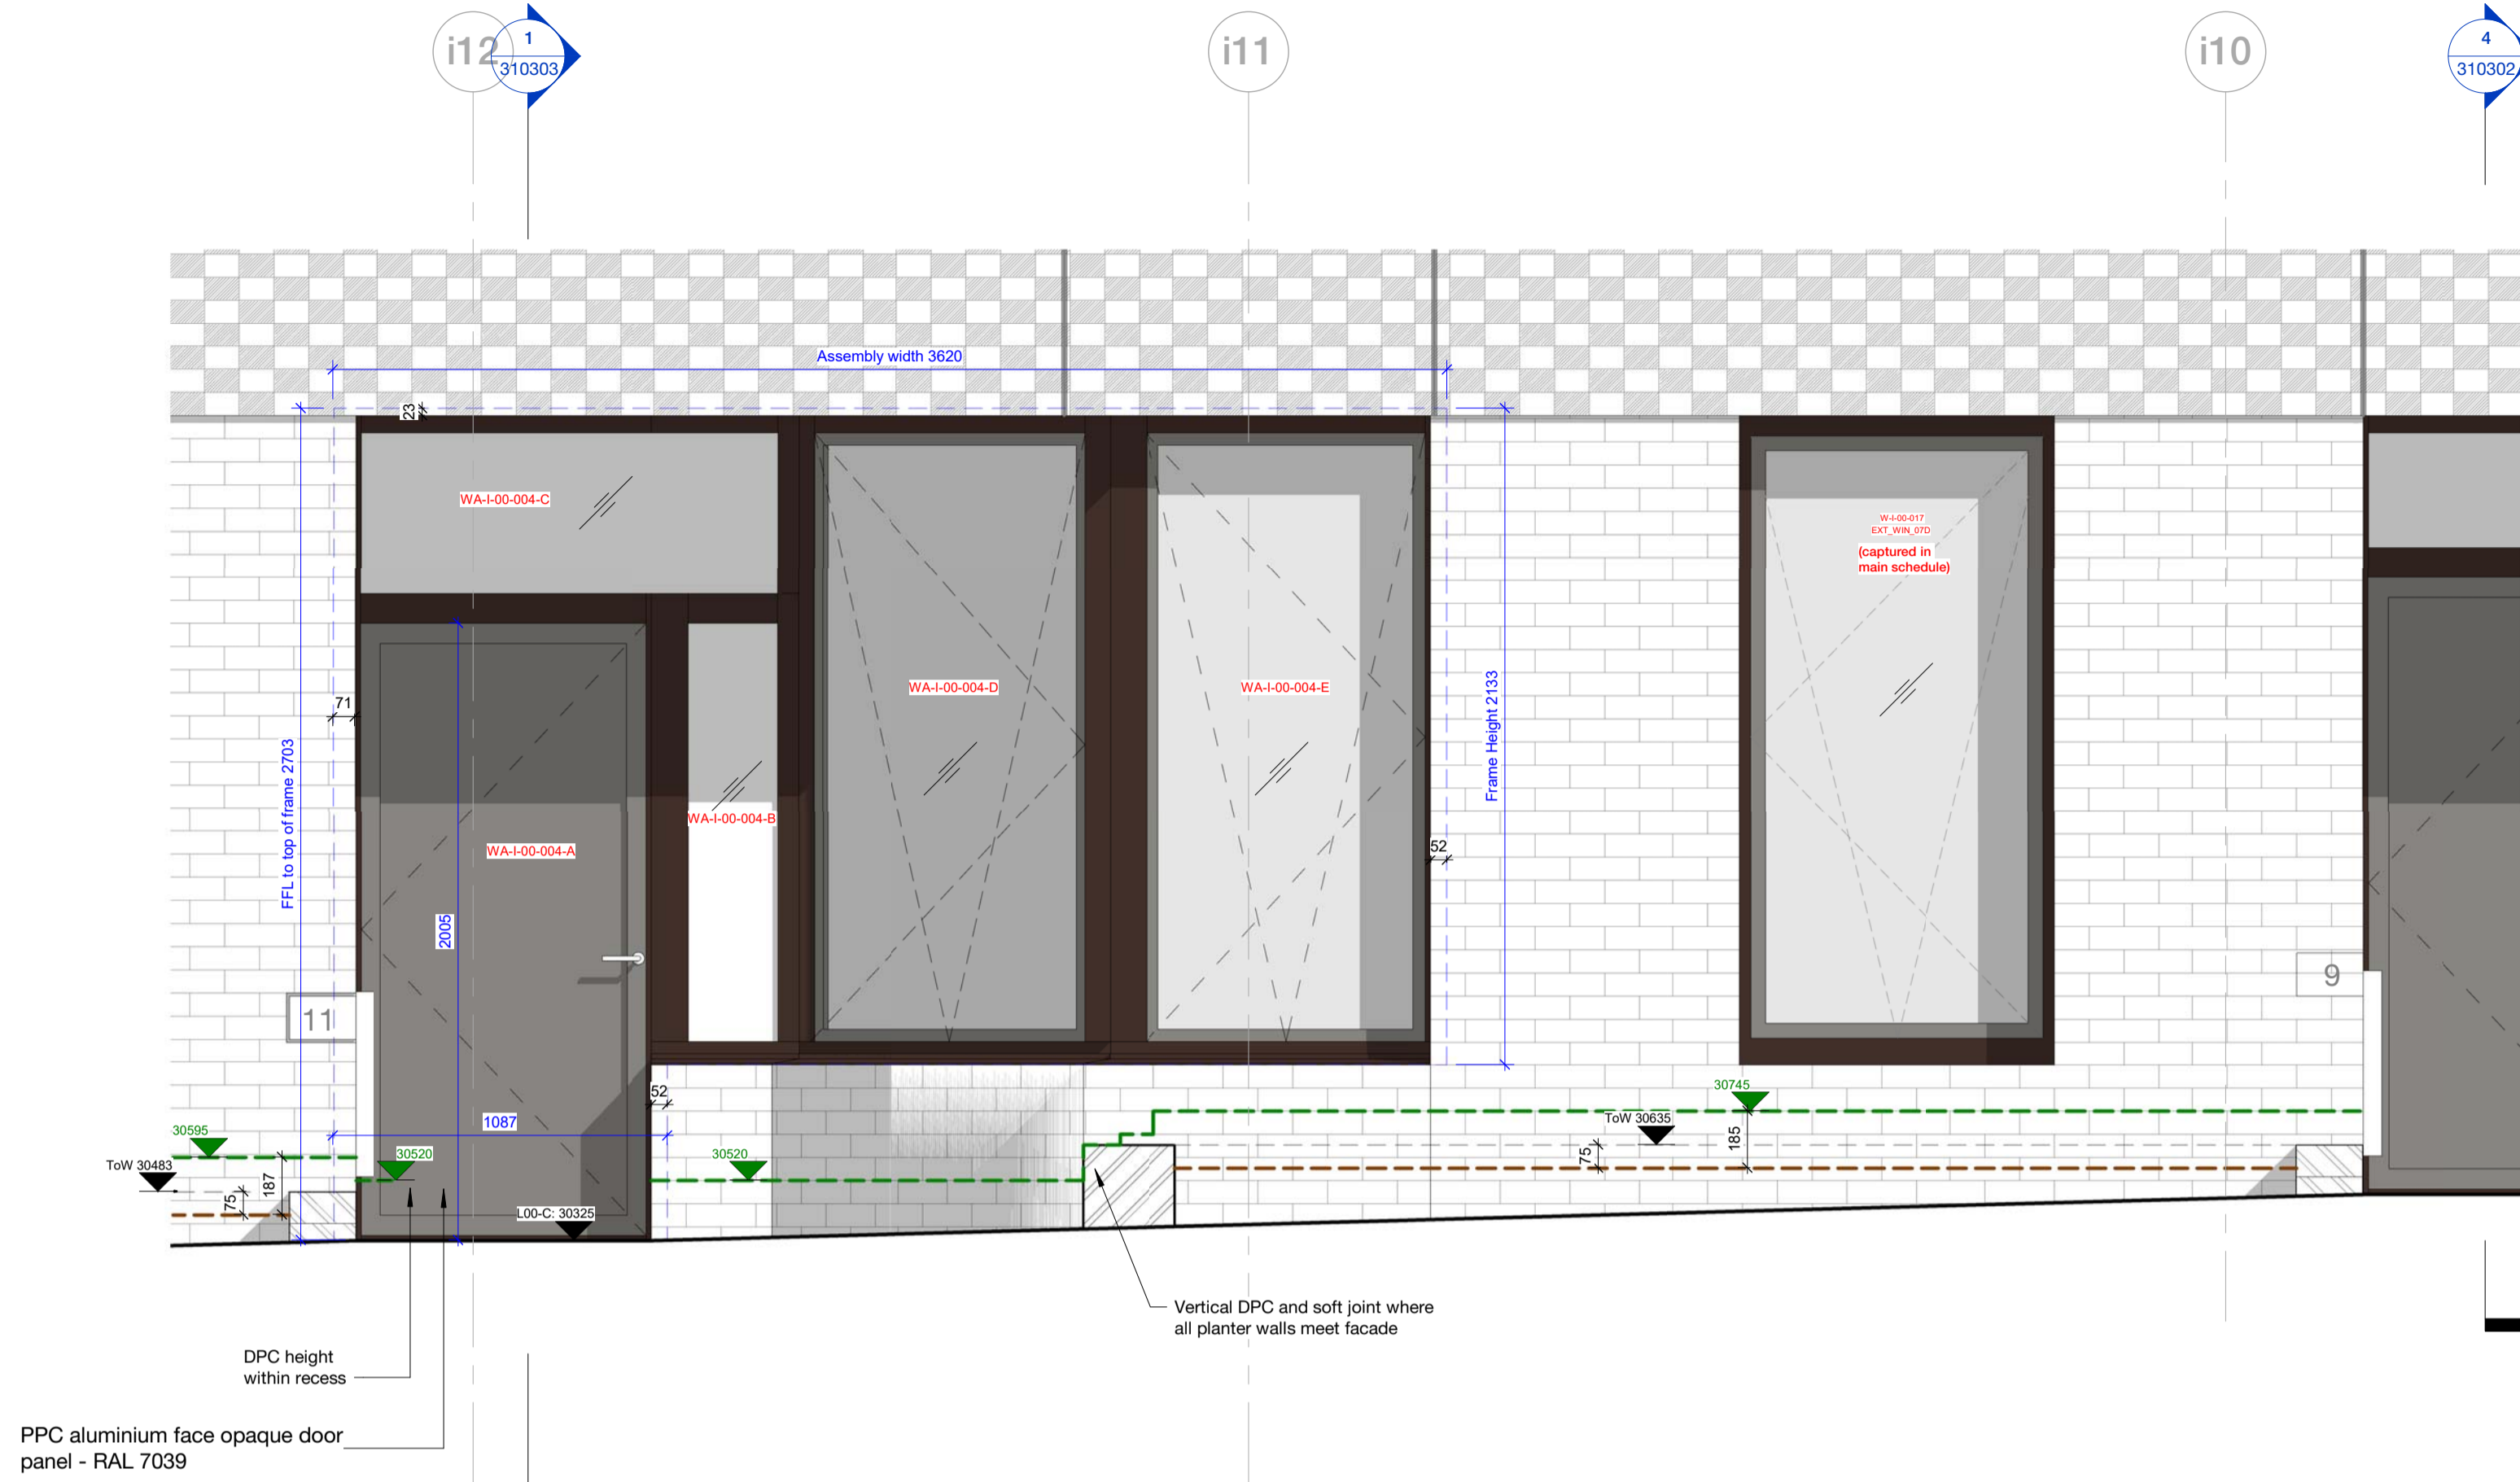 i12
1
310303
i11
i10
4
310302
Assembly width 3620
23
WA-I-00-004-C
W-I-00-017
EXT_WIN_07D
(captured in
main schedule)
WA-I-00-004-D
WA-I-00-004-E
71
FFL to top of frame 2703
Frame Height 2133
WA-I-00-004-B
WA-I-00-004-A
52
2005
9
11
52
30745
1087
ToW 30635
30595
30520
30520
185
75
ToW 30483
187
75
L00-C: 30325
Vertical DPC and soft joint where
all planter walls meet facade
DPC height
within recess
PPC aluminium face opaque door
panel - RAL 7039